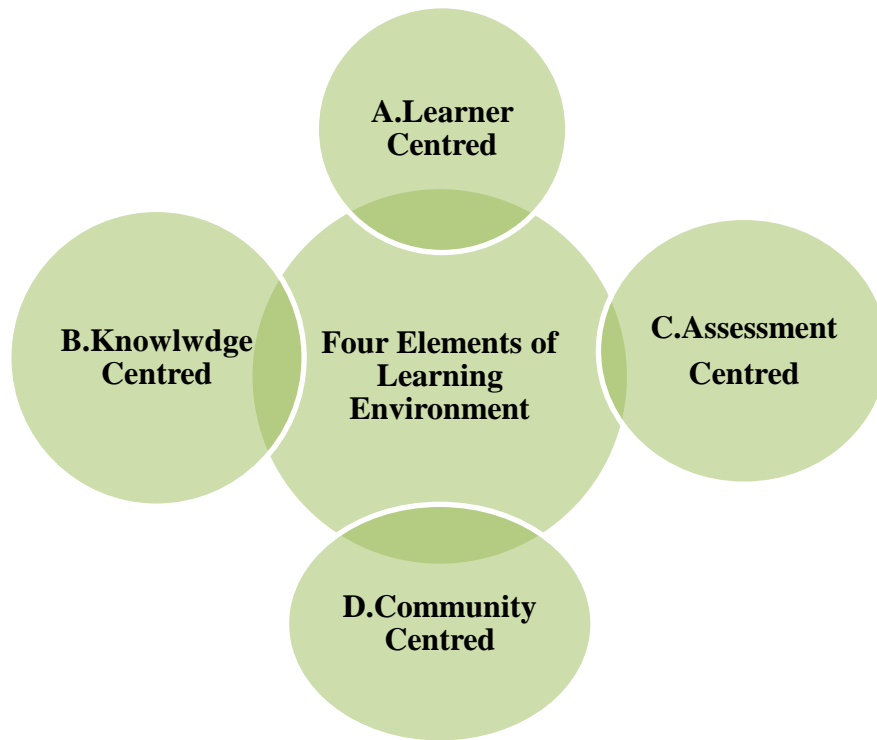 A.Learner
Centred
B.Knowlwdge
Centred
Four Elements of
Learning
Environment
C.Assessment
Centred
D.Community
Centred